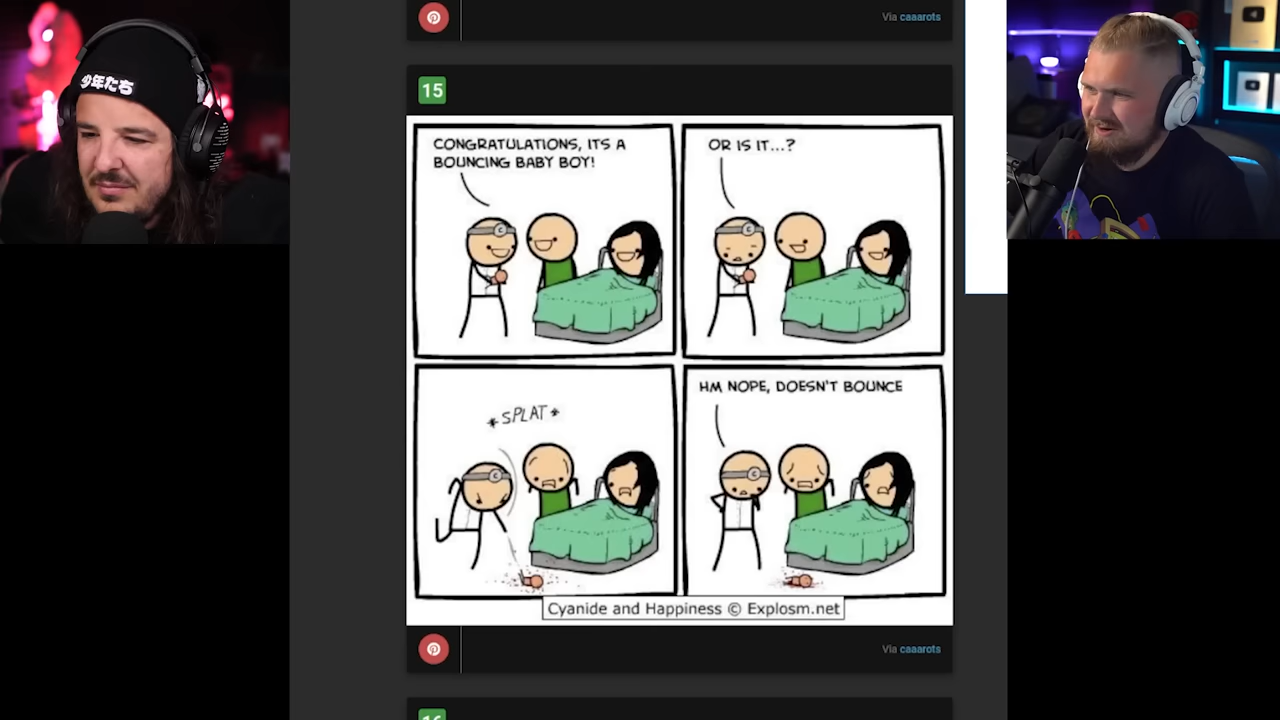 Via caaarots
15
CONGRATULATIONS, ITS A
BOUNCING BABY BOY!
OR IS IT...?
*SPLAT*
HM NOPE, DOESN'T BOUNCE
Cyanide and Happiness © Explosm.net
Via caaarots
16
少年たち